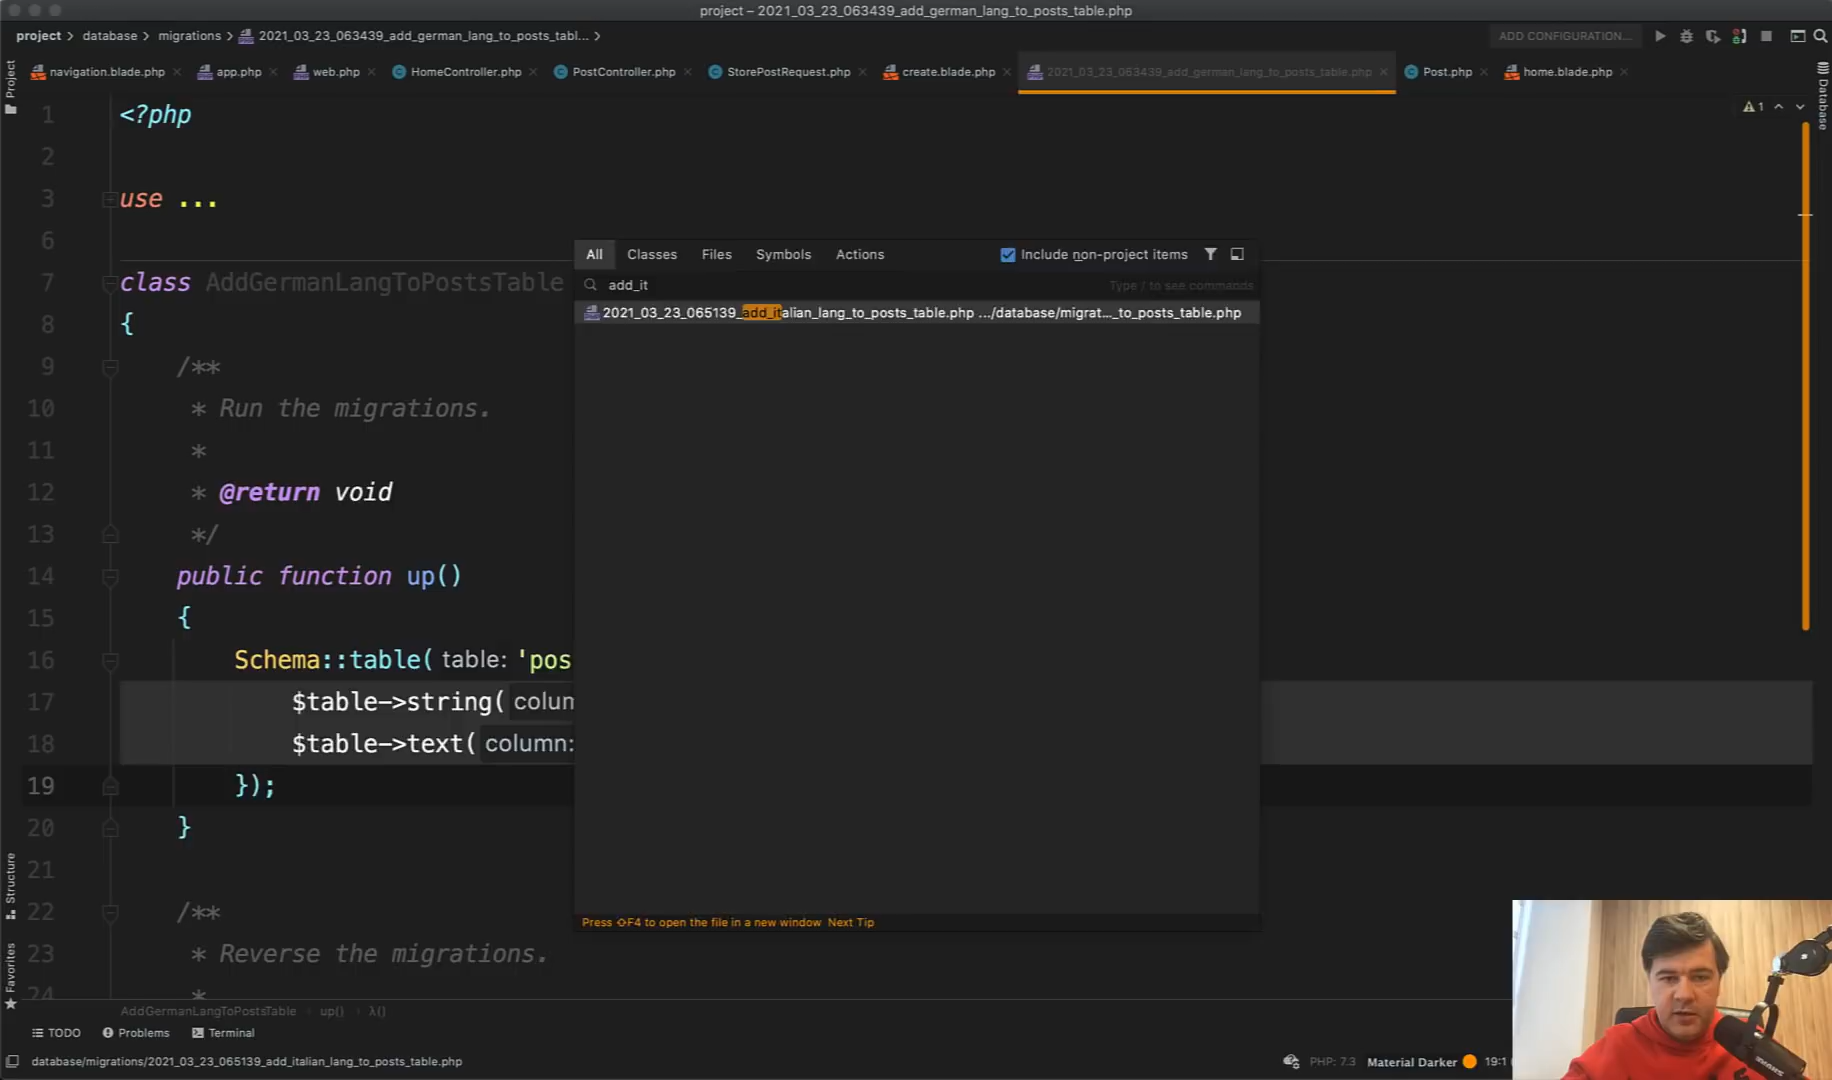 project – 2021_03_23_063439_add_german_lang_to_posts_table.php
project > database > migrations > 2021_03_23_063439_add_german_lang_to_posts_tabl... >
ADD CONFIGURATION...
navigation.blade.php
app.php
web.php
HomeController.php
PostController.php
StorePostRequest.php
create.blade.php
2021_03_23_063439_add_german_lang_to_posts_table.php
Post.php
home.blade.php
Project
Database
1
1 <?php
2
3 use ...
6
7 class AddGermanLangToPostsTable
8 {
9 /**
10 * Run the migrations.
11 *
12 * @return void
13 */
14 public function up()
15 {
16 Schema::table( table: 'pos
17 $table->string( colum
18 $table->text( column:
19 });
20 }
21
22 /**
23 * Reverse the migrations.
24 *
All Classes Files Symbols Actions Include non-project items
add_it Type / to see commands
2021_03_23_065139_add_italian_lang_to_posts_table.php .../database/migrat..._to_posts_table.php
Press ⇧F4 to open the file in a new window Next Tip
Structure
Favorites
AddGermanLangToPostsTable > up() > λ()
TODO Problems Terminal
database/migrations/2021_03_23_065139_add_italian_lang_to_posts_table.php
PHP: 7.3 Material Darker 19:1